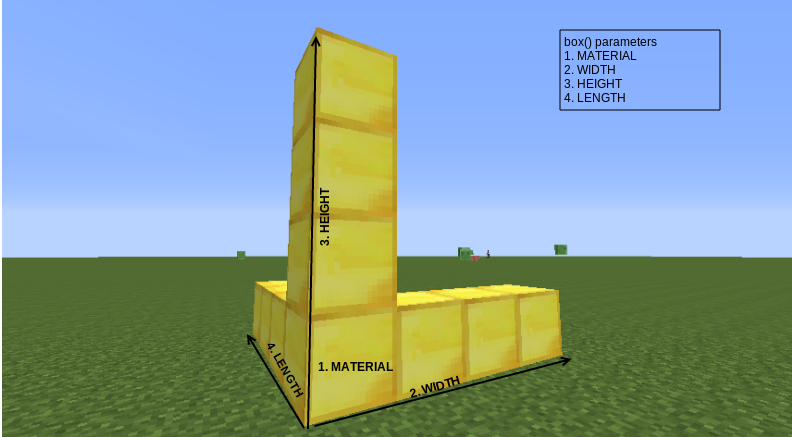 box() parameters
1. MATERIAL
2. WIDTH
3. HEIGHT
4. LENGTH
3. HEIGHT
4. LENGTH
1. MATERIAL
2. WIDTH